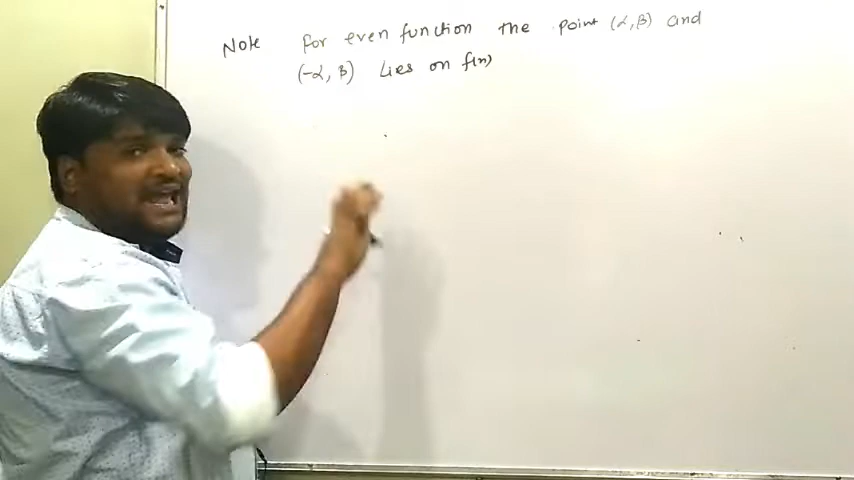 Note for even function the point (α,β) and
(-α, β) Lies on f(x)